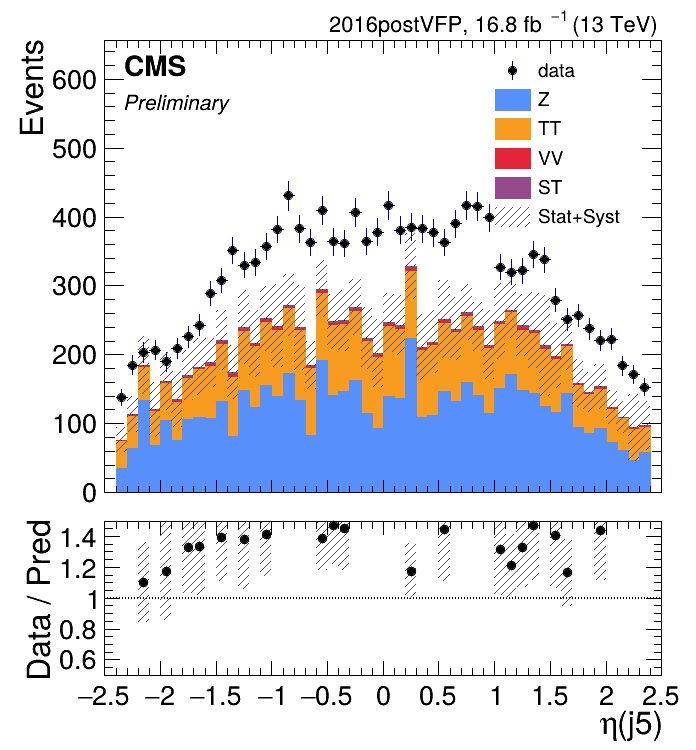 2016postVFP, 16.8 fb⁻¹ (13 TeV)
Events
CMS
Preliminary
data
Z
TT
VV
ST
Stat+Syst
600
500
400
300
200
100
0
Data / Pred
1.4
1.2
1
0.8
0.6
−2.5 −2 −1.5 −1 −0.5 0 0.5 1 1.5 2 2.5
η(j5)